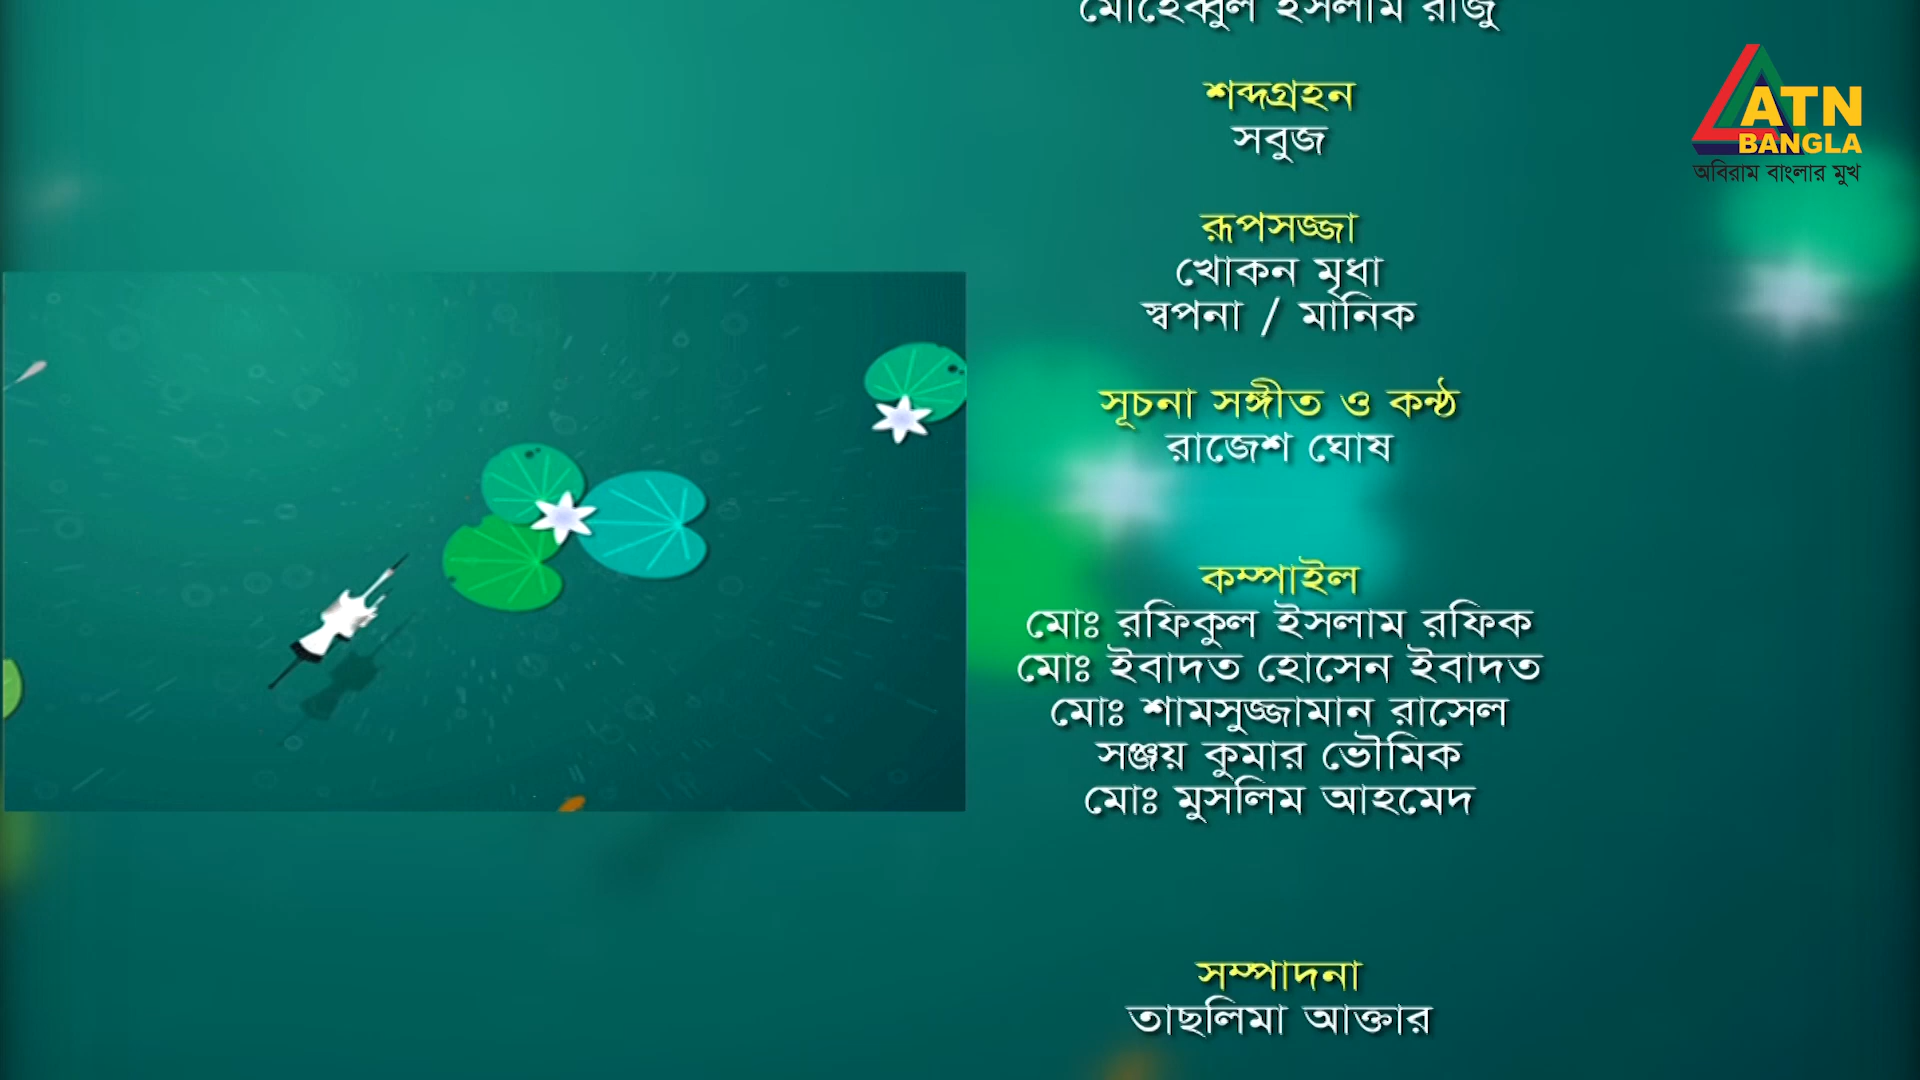 মোহেব্বুল ইসলাম রাজু
শব্দগ্রহন
সবুজ
রূপসজ্জা
খোকন মৃধা
স্বপনা / মানিক
সূচনা সঙ্গীত ও কন্ঠ
রাজেশ ঘোষ
কম্পাইল
মোঃ রফিকুল ইসলাম রফিক
মোঃ ইবাদত হোসেন ইবাদত
মোঃ শামসুজ্জামান রাসেল
সঞ্জয় কুমার ভৌমিক
মোঃ মুসলিম আহমেদ
সম্পাদনা
তাছলিমা আক্তার
ATN
BANGLA
অবিরাম বাংলার মুখ